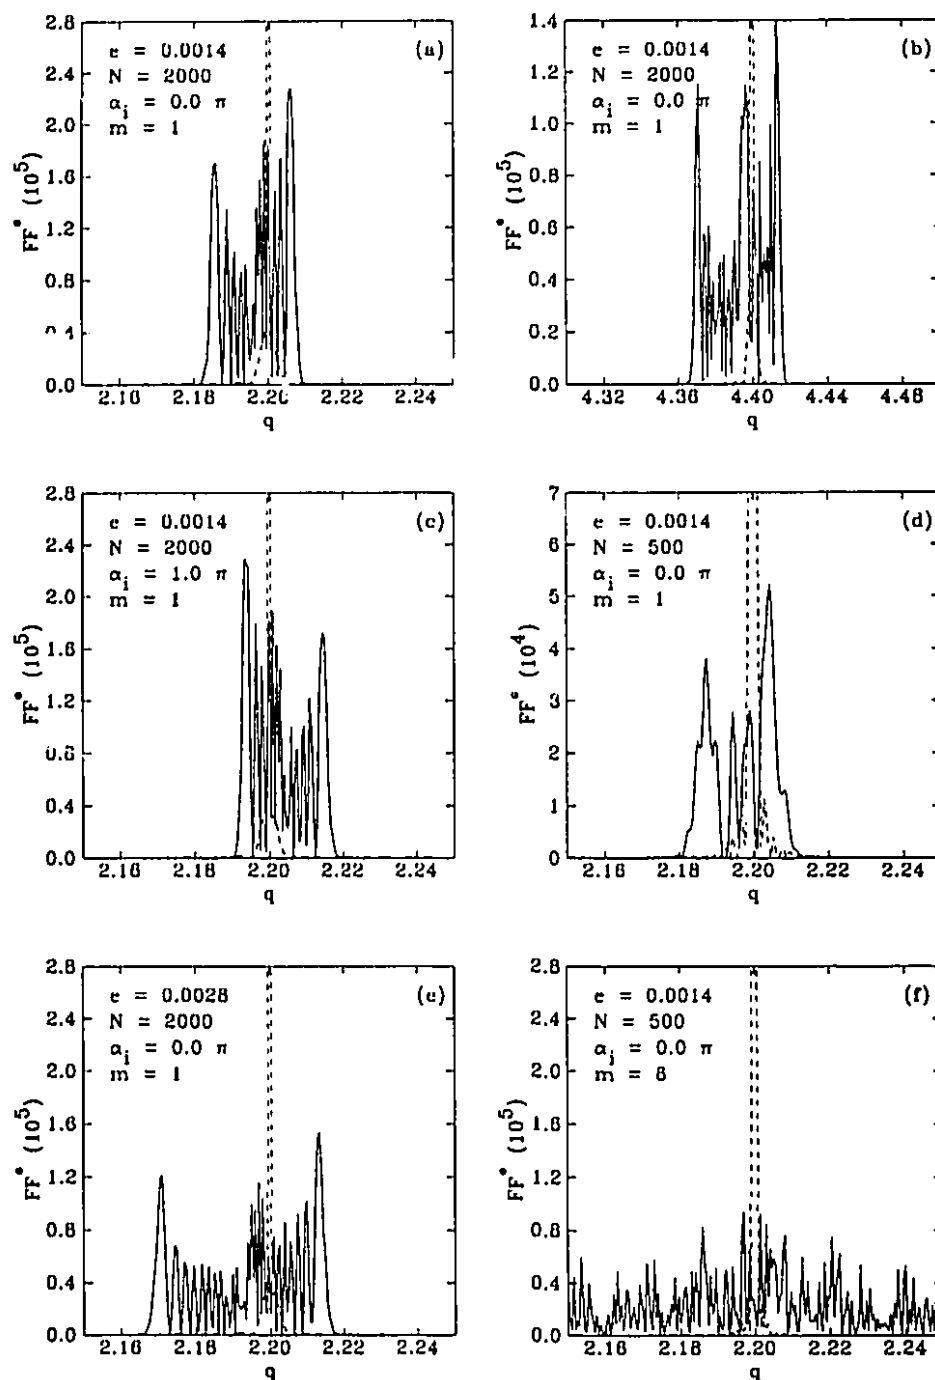 (a)
e = 0.0014
N = 2000
α_i = 0.0 π
m = 1
FF* (10^5)
2.8
2.4
2.0
1.6
1.2
0.8
0.0
2.16 2.18 2.20 2.22 2.24
q
(b)
e = 0.0014
N = 2000
α_i = 0.0 π
m = 1
FF* (10^5)
1.4
1.2
1.0
0.8
0.6
0.4
0.2
0.0
4.32 4.36 4.40 4.44 4.48
q
(c)
e = 0.0014
N = 2000
α_i = 1.0 π
m = 1
FF* (10^5)
2.8
2.4
2.0
1.6
1.2
0.8
0.4
0.0
2.16 2.18 2.20 2.22 2.24
q
(d)
e = 0.0014
N = 500
α_i = 0.0 π
m = 1
FF* (10^4)
7
6
5
4
3
2
1
0
2.16 2.18 2.20 2.22 2.24
q
(e)
e = 0.0028
N = 2000
α_i = 0.0 π
m = 1
FF* (10^5)
2.8
2.4
2.0
1.6
1.2
0.8
0.4
0.0
2.16 2.18 2.20 2.22 2.24
q
(f)
e = 0.0014
N = 500
α_i = 0.0 π
m = 8
FF* (10^5)
2.8
2.4
2.0
1.6
1.2
0.8
0.4
0.0
2.16 2.18 2.20 2.22 2.24
q